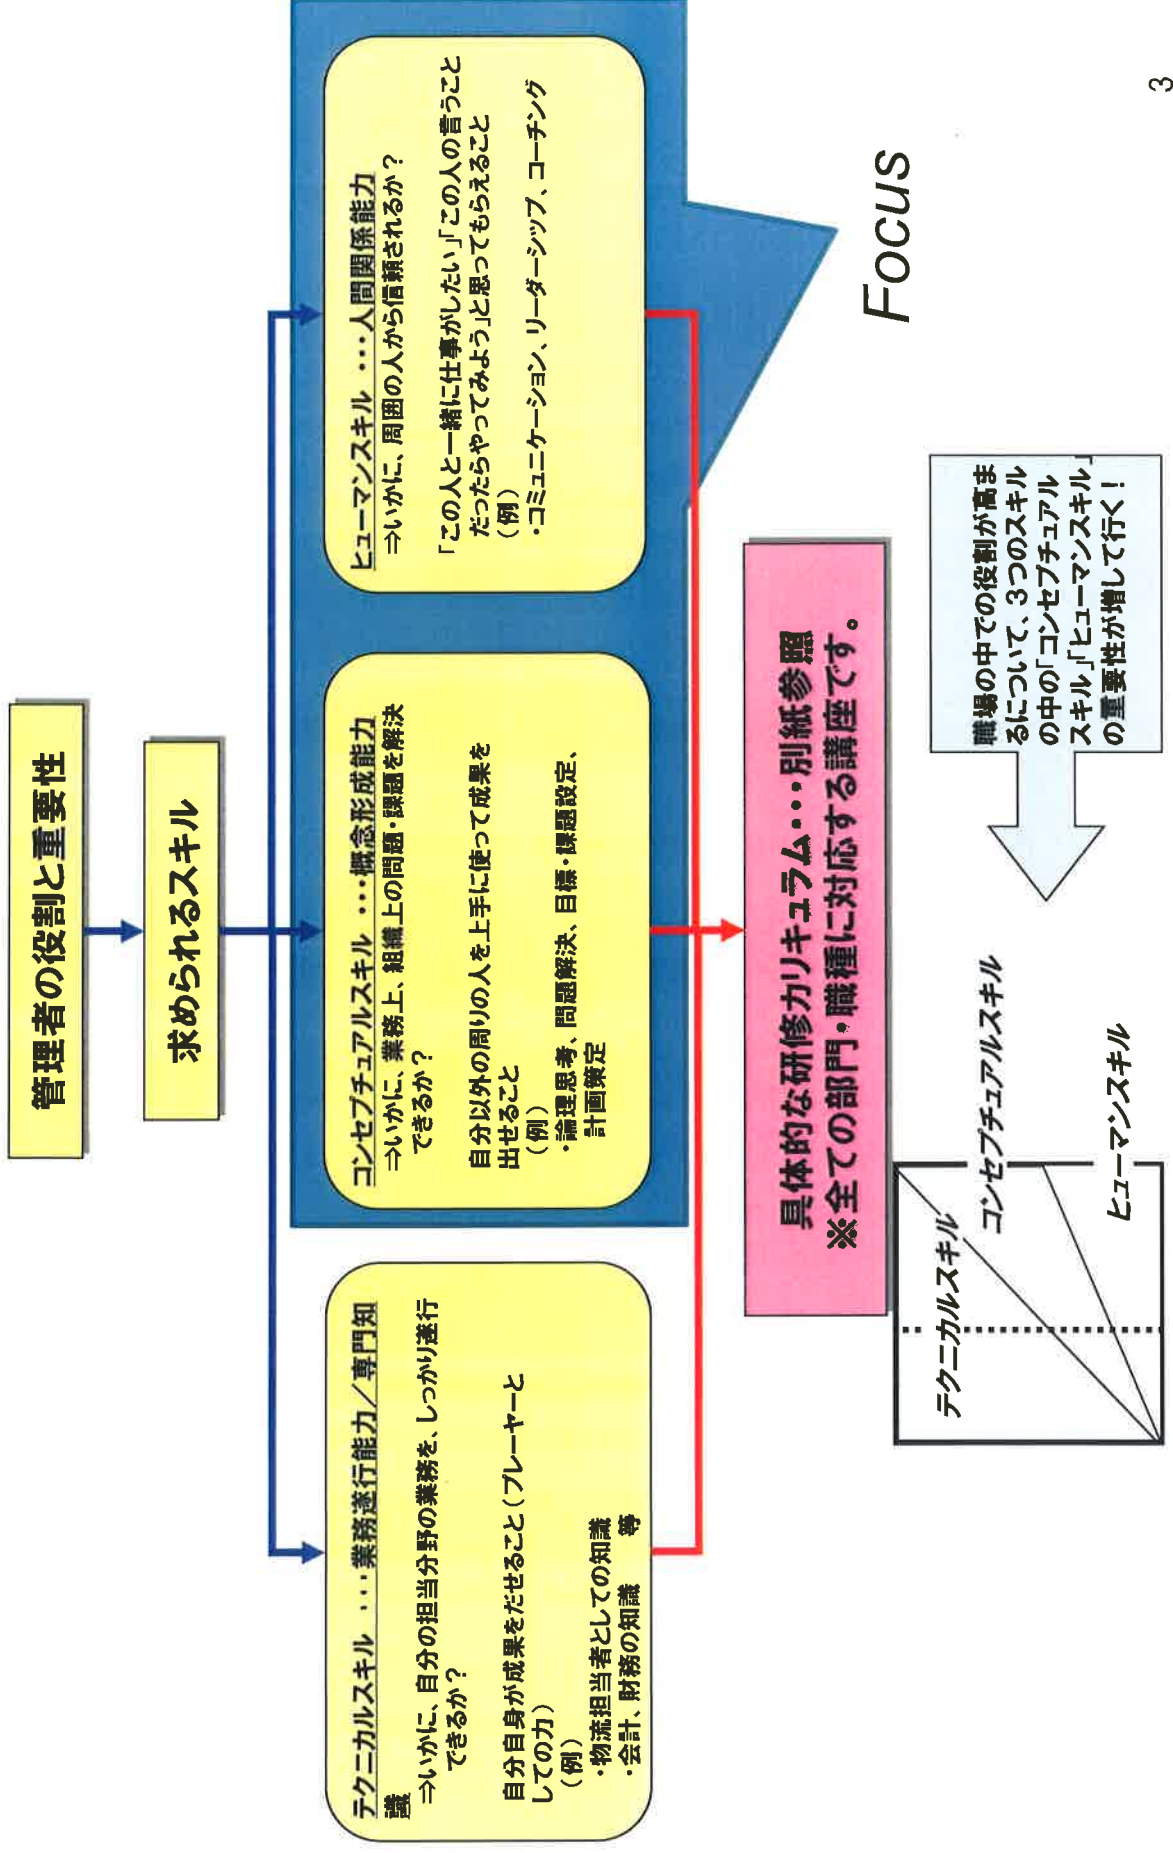 管理者の役割と重要性
求められるスキル
テクニカルスキル ・・・業務遂行能力／専門知
識
⇒いかに、自分の担当分野の業務を、しっかり遂行
できるか？
自分自身が成果をだせること（プレーヤーと
しての力）
（例）
・物流担当者としての知識
・会計、財務の知識　等
コンセプチュアルスキル ・・・概念形成能力
⇒いかに、業務上、組織上の問題・課題を解決
できるか？
自分以外の周りの人を上手に使って成果を
出せること
（例）
・論理思考、問題解決、目標・課題設定、
計画策定
ヒューマンスキル ・・・人間関係能力
⇒いかに、周囲の人から信頼されるか？
「この人と一緒に仕事がしたい」「この人の言うこと
だったらやってみよう」と思ってもらえること
（例）
・コミュニケーション、リーダーシップ、コーチング
具体的な研修カリキュラム・・・別紙参照
※全ての部門・職種に対応する講座です。
Focus
テクニカルスキル
コンセプチュアルスキル
ヒューマンスキル
職場の中での役割が高ま
るについて、3つのスキル
の中の「コンセプチュアル
スキル」「ヒューマンスキル」
の重要性が増して行く！
3